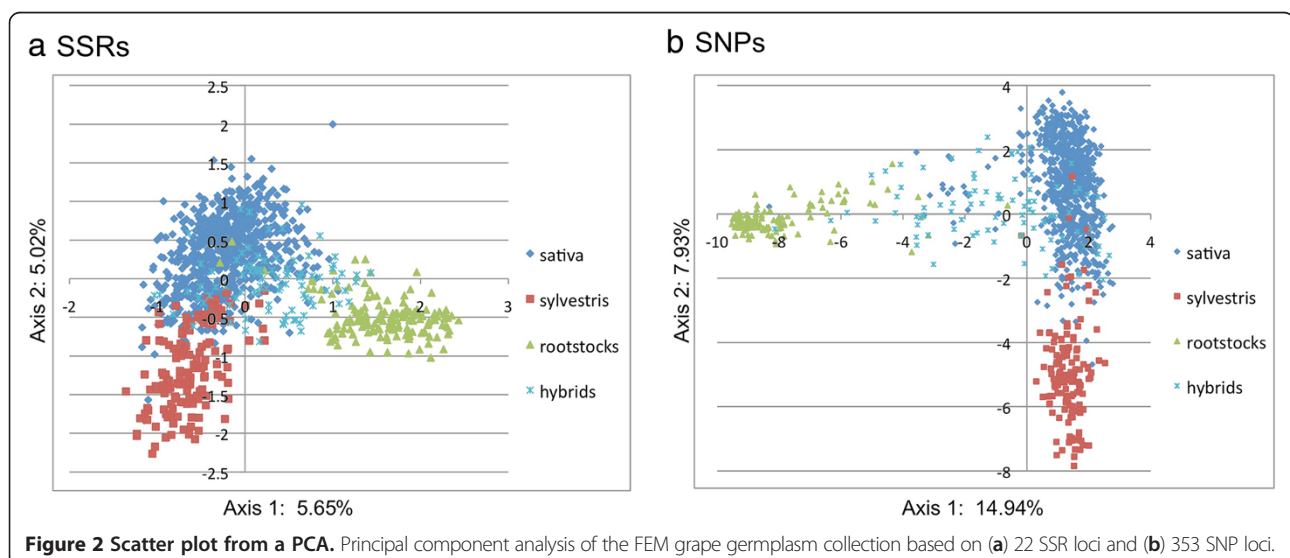 a SSRs
2.5
2
1.5
1
0.5
0
-2
-1
0
1
2
3
-0.5
-1
-1.5
-2
-2.5
Axis 2: 5.02%
Axis 1: 5.65%
sativa
sylvestris
rootstocks
hybrids
b SNPs
4
2
0
-10
-8
-6
-4
-2
0
2
4
-2
-4
-6
-8
Axis 2: 7.93%
Axis 1: 14.94%
sativa
sylvestris
rootstocks
hybrids
Figure 2 Scatter plot from a PCA. Principal component analysis of the FEM grape germplasm collection based on (a) 22 SSR loci and (b) 353 SNP loci.